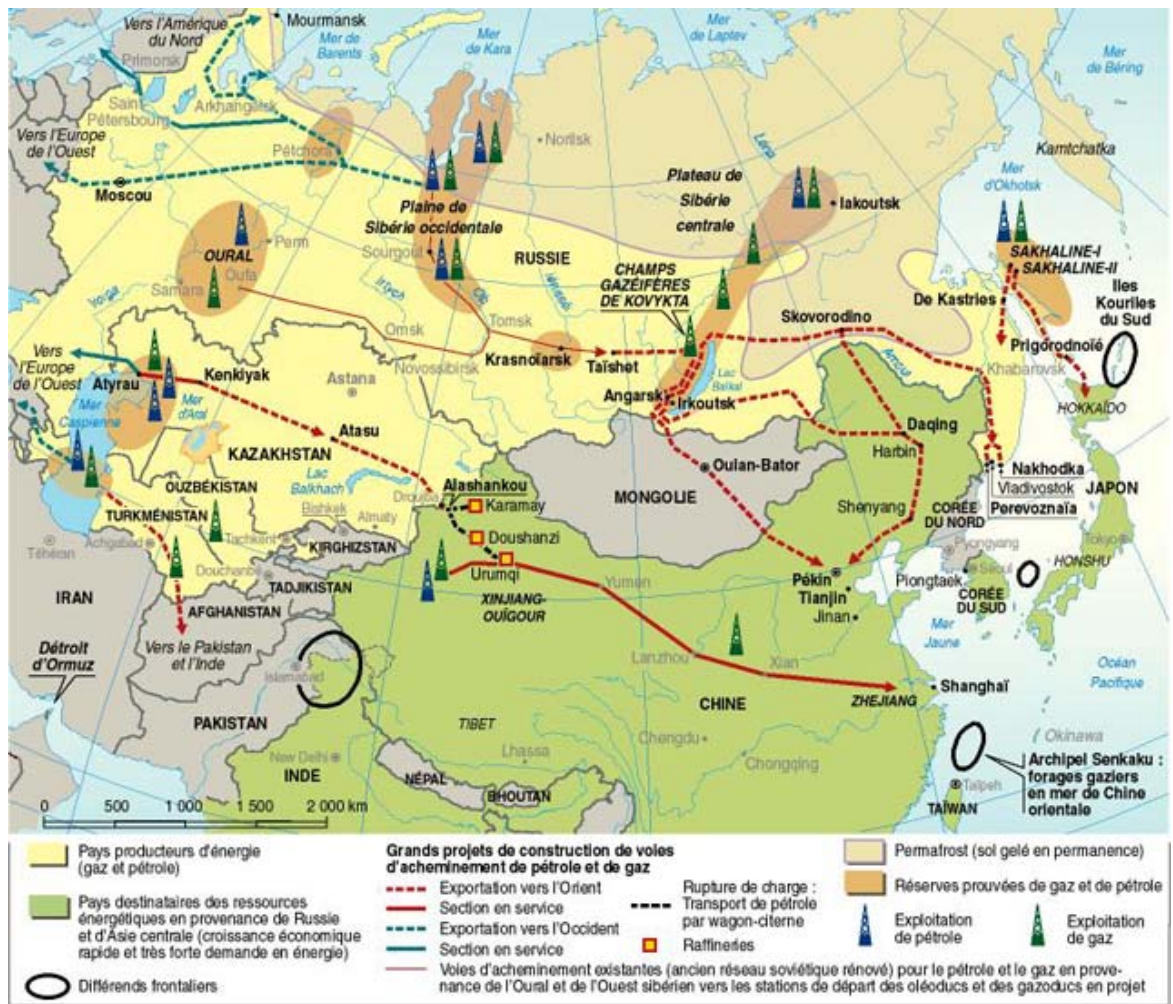 Vers l'Amérique
du Nord
Mourmansk
Mer de
Barents
Mer
de Kara
Mer
de Laptev
Mer
de Béring
Primorsk
Saint
Pétersbourg
Arkhangelsk
Vers l'Europe
de l'Ouest
Petchora
Norilsk
Léna
Kamtchatka
Moscou
Plaine de
Sibérie occidentale
Plateau de
Sibérie
centrale
Iakoutsk
Mer
d'Okhotsk
OURAL
Perm
Sourgout
RUSSIE
Samara
Oufa
Volga
Irtych
Ob
Iénisséï
CHAMPS
GAZÉIFÈRES
DE KOVYKTA
SAKHALINE-I
SAKHALINE-II
De Kastries
Iles
Kouriles
du Sud
Omsk
Tomsk
Novossibirsk
Krasnoïarsk
Taïshet
Skovorodino
Prigorodnoïé
Vers
l'Europe
de l'Ouest
Atyrau
Kenkiyak
Astana
Angarsk
Irkoutsk
Lac
Baïkal
Amour
Khabarovsk
HOKKAÏDO
Mer
Caspienne
Mer
d'Aral
Atasu
KAZAKHSTAN
Oulan-Bator
Daqing
Harbin
Nakhodka
Vladivostok
Perevoznaïa
JAPON
OUZBÉKISTAN
Lac
Balkhach
Droujba
Alashankou
Karamay
MONGOLIE
Shenyang
CORÉE
DU NORD
TURKMÉNISTAN
Bishkek
Almaty
Doushanzi
Pyongyang
Tokyo
Téhéran
Achgabad
Tachkent
KIRGHIZSTAN
Urumqi
Yumen
Pékin
Tianjin
Piongtaek
Séoul
HONSHU
Douchanbé
TADJIKISTAN
XINJIANG-
OUÏGOUR
Jinan
CORÉE
DU SUD
IRAN
AFGHANISTAN
Mer
Jaune
Détroit
d'Ormuz
Vers le Pakistan
et l'Inde
Islamabad
Lanzhou
Xian
Océan
Pacifique
PAKISTAN
CHINE
ZHEJIANG
Shanghaï
TIBET
New Delhi
Lhassa
Chengdu
Chongqing
Okinawa
INDE
NÉPAL
BHOUTAN
Taïpeh
TAÏWAN
Archipel Senkaku :
forages gaziers
en mer de Chine
orientale
0 500 1 000 1 500 2 000 km
Pays producteurs d'énergie
(gaz et pétrole)
Pays destinataires des ressources
énergétiques en provenance de Russie
et d'Asie centrale (croissance économique
rapide et très forte demande en énergie)
Différends frontaliers
Grands projets de construction de voies
d'acheminement de pétrole et de gaz
Exportation vers l'Orient
Section en service
Exportation vers l'Occident
Section en service
Rupture de charge :
Transport de pétrole
par wagon-citerne
Raffineries
Voies d'acheminement existantes (ancien réseau soviétique rénové) pour le pétrole et le gaz en prove-
nance de l'Oural et de l'Ouest sibérien vers les stations de départ des oléoducs et des gazoducs en projet
Permafrost (sol gelé en permanence)
Réserves prouvées de gaz et de pétrole
Exploitation
de pétrole
Exploitation
de gaz